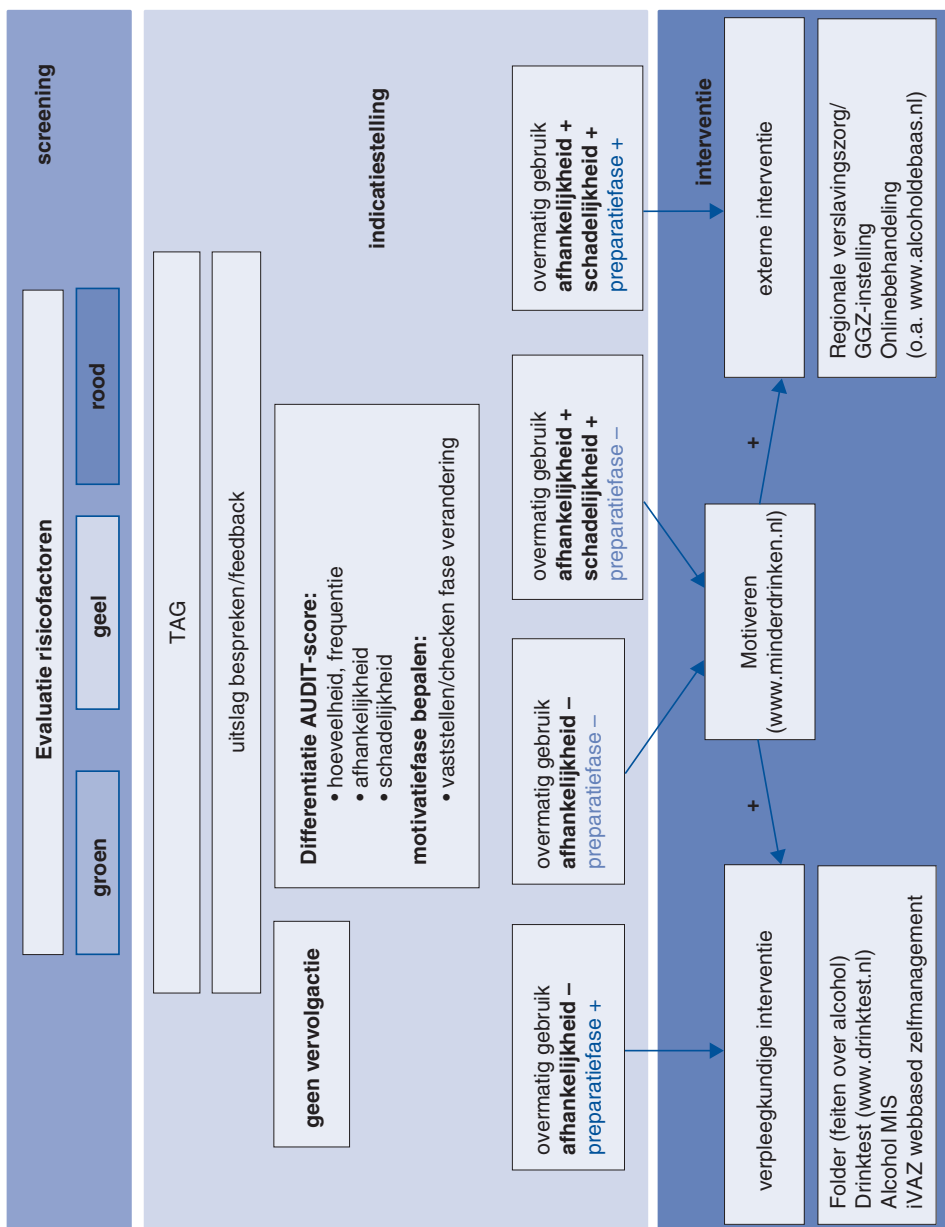 screening
Evaluatie risicofactoren
groen
geel
rood
TAG
uitslag bespreken/feedback
indicatiestelling
geen vervolgactie
Differentiatie AUDIT-score:
• hoeveelheid, frequentie
• afhankelijkheid
• schadelijkheid
motivatiefase bepalen:
• vaststellen/checken fase verandering
overmatig gebruik
afhankelijkheid –
preparatiefase +
overmatig gebruik
afhankelijkheid –
preparatiefase –
overmatig gebruik
afhankelijkheid +
schadelijkheid +
preparatiefase –
overmatig gebruik
afhankelijkheid +
schadelijkheid +
preparatiefase +
interventie
verpleegkundige interventie
+
Motiveren
(www.minderdrinken.nl)
+
externe interventie
Folder (feiten over alcohol)
Drinktest (www.drinktest.nl)
Alcohol MIS
iVAZ webbased zelfmanagement
Regionale verslavingszorg/
GGZ-instelling
Onlinebehandeling
(o.a. www.alcoholdebaas.nl)